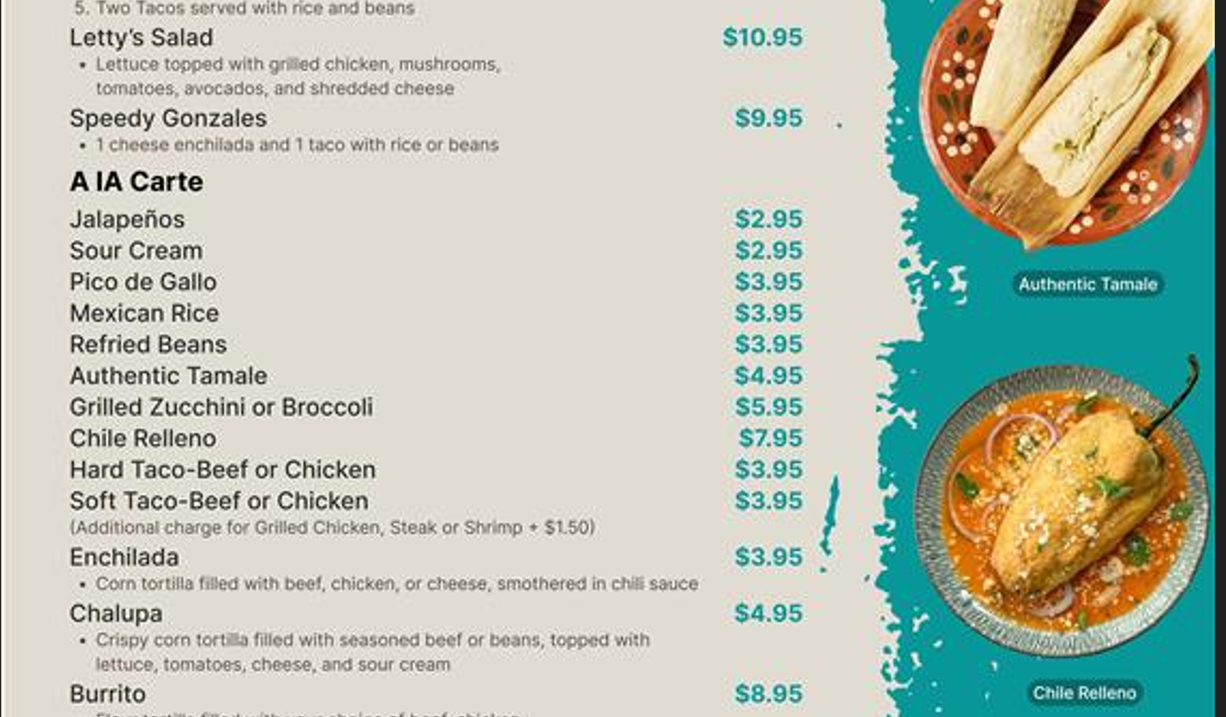 5. Two Tacos served with rice and beans
Letty's Salad $10.95
• Lettuce topped with grilled chicken, mushrooms,
tomatoes, avocados, and shredded cheese
Speedy Gonzales $9.95
• 1 cheese enchilada and 1 taco with rice or beans
A lA Carte
Jalapeños $2.95
Sour Cream $2.95
Pico de Gallo $3.95
Mexican Rice $3.95
Refried Beans $3.95
Authentic Tamale $4.95
Grilled Zucchini or Broccoli $5.95
Chile Relleno $7.95
Hard Taco-Beef or Chicken $3.95
Soft Taco-Beef or Chicken $3.95
(Additional charge for Grilled Chicken, Steak or Shrimp + $1.50)
Enchilada $3.95
• Corn tortilla filled with beef, chicken, or cheese, smothered in chili sauce
Chalupa $4.95
• Crispy corn tortilla filled with seasoned beef or beans, topped with
lettuce, tomatoes, cheese, and sour cream
Burrito $8.95
Authentic Tamale
Chile Relleno